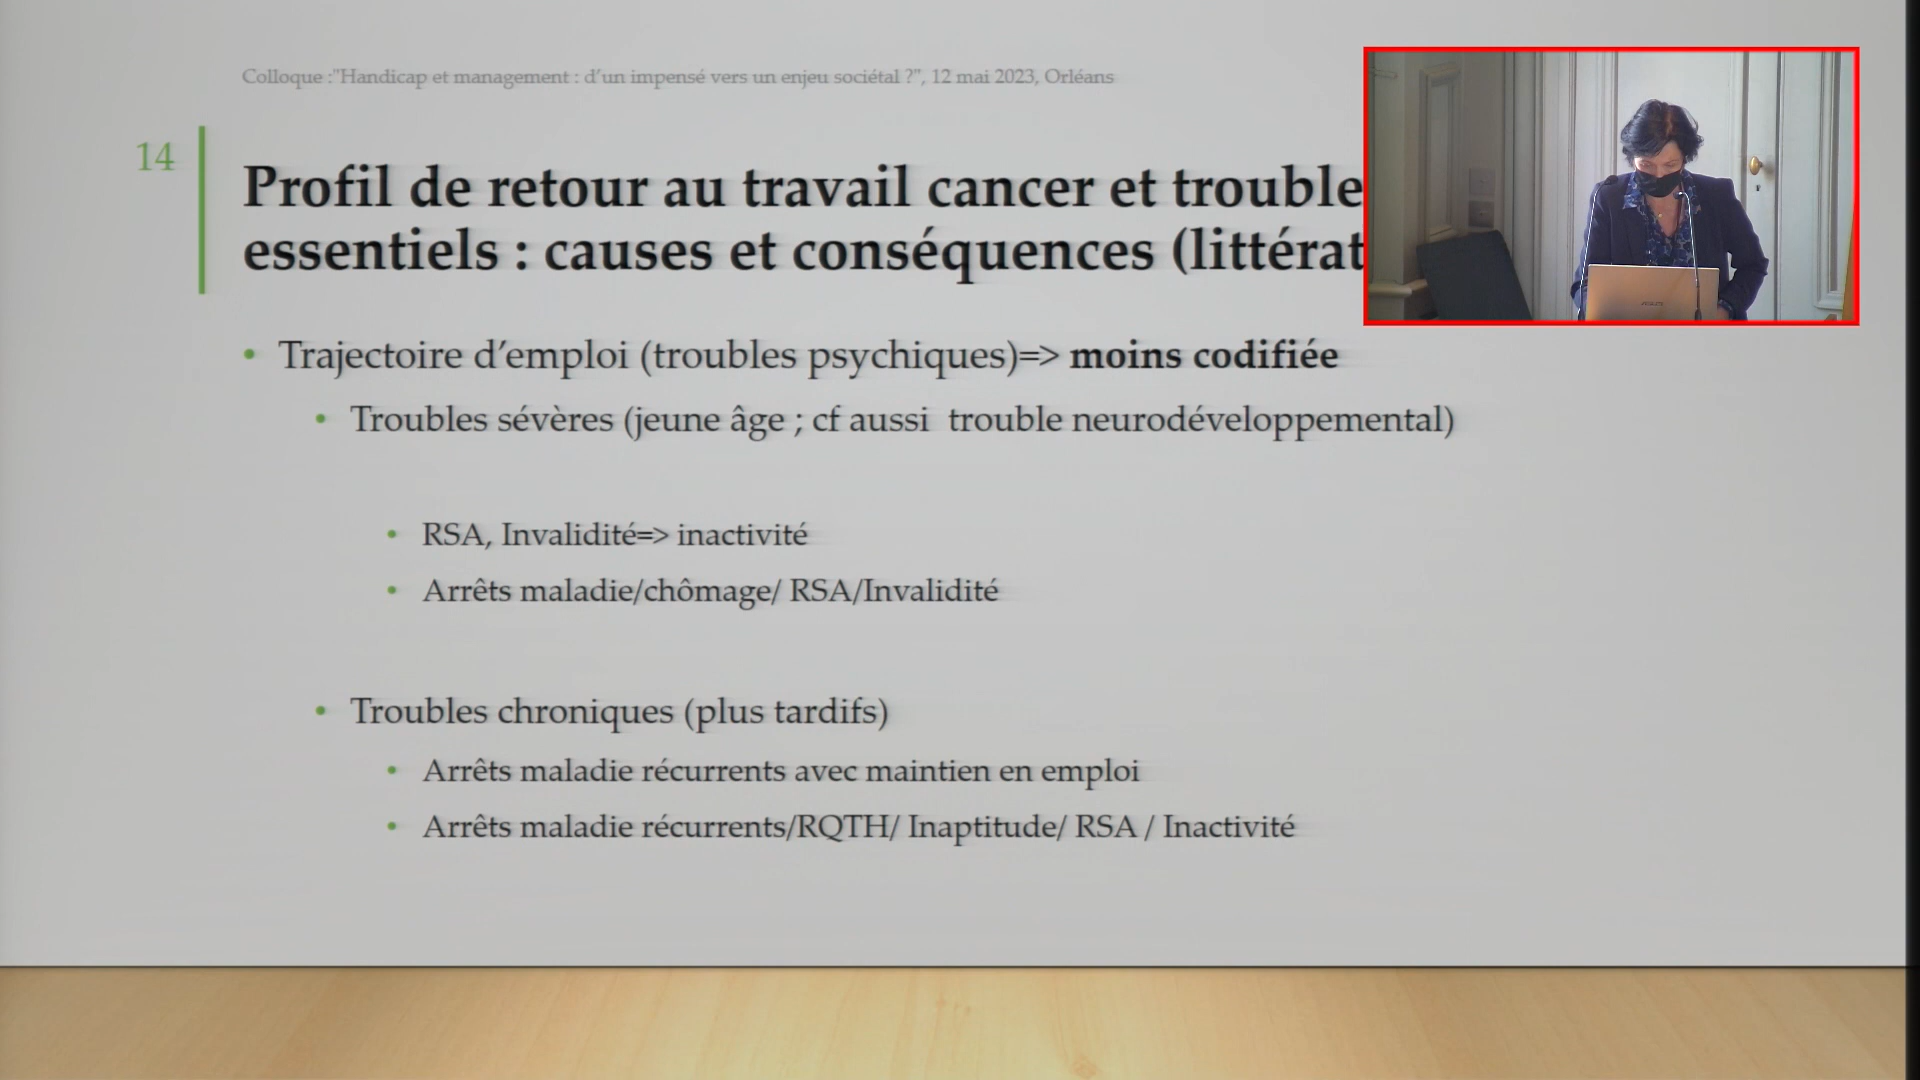 Colloque :"Handicap et management : d'un impensé vers un enjeu sociétal ?", 12 mai 2023, Orléans
14
Profil de retour au travail cancer et trouble
essentiels : causes et conséquences (littérat
• Trajectoire d'emploi (troubles psychiques)=> moins codifiée
• Troubles sévères (jeune âge ; cf aussi trouble neurodéveloppemental)
• RSA, Invalidité=> inactivité
• Arrêts maladie/chômage/ RSA/Invalidité
• Troubles chroniques (plus tardifs)
• Arrêts maladie récurrents avec maintien en emploi
• Arrêts maladie récurrents/RQTH/ Inaptitude/ RSA / Inactivité